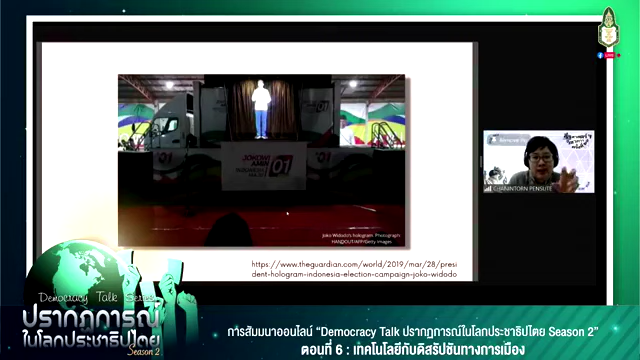 LIVE
JOKOWI
AMIN
01
01
Joko Widodo's hologram. Photograph:
HANDOUT/AFP/Getty Images
https://www.theguardian.com/world/2019/mar/28/presi
dent-hologram-indonesia-election-campaign-joko-widodo
CHANINTORN PENSUTE
Democracy Talk Series
ปรากฏการณ์
ในโลกประชาธิปไตย
Season 2
การสัมมนาออนไลน์ “Democracy Talk ปรากฏการณ์ในโลกประชาธิปไตย Season 2”
ตอนที่ 6 : เทคโนโลยีกับดิสรัปชันทางการเมือง